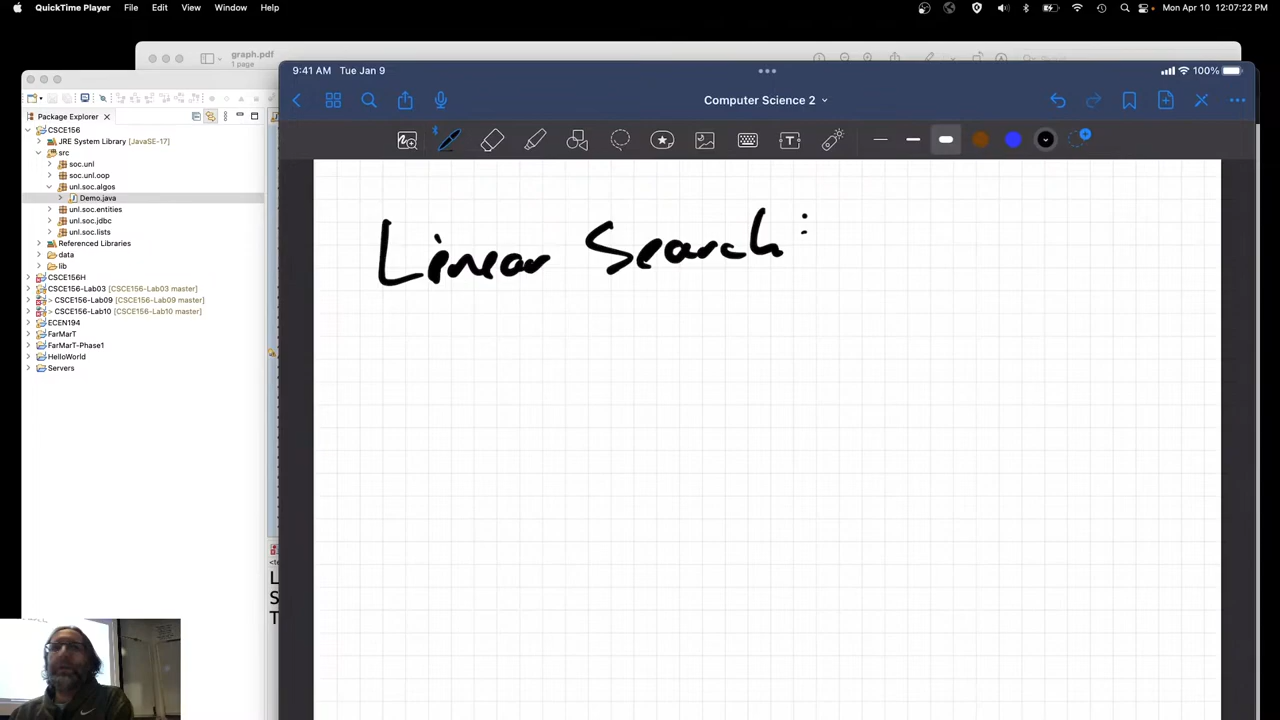 QuickTime Player File Edit View Window Help Mon Apr 10 12:07:22 PM
graph.pdf
1 page
9:41 AM Tue Jan 9 100%
Computer Science 2
Package Explorer
CSCE156
JRE System Library [JavaSE-17]
src
soc.unl
soc.unl.oop
unl.soc.algos
Demo.java
unl.soc.entities
unl.soc.jdbc
unl.soc.lists
Referenced Libraries
data
lib
CSCE156H
CSCE156-Lab03 [CSCE156-Lab03 master]
> CSCE156-Lab09 [CSCE156-Lab09 master]
> CSCE156-Lab10 [CSCE156-Lab10 master]
ECEN194
FarMarT
FarMarT-Phase1
HelloWorld
Servers
Linear Search:
<te
L
S
T